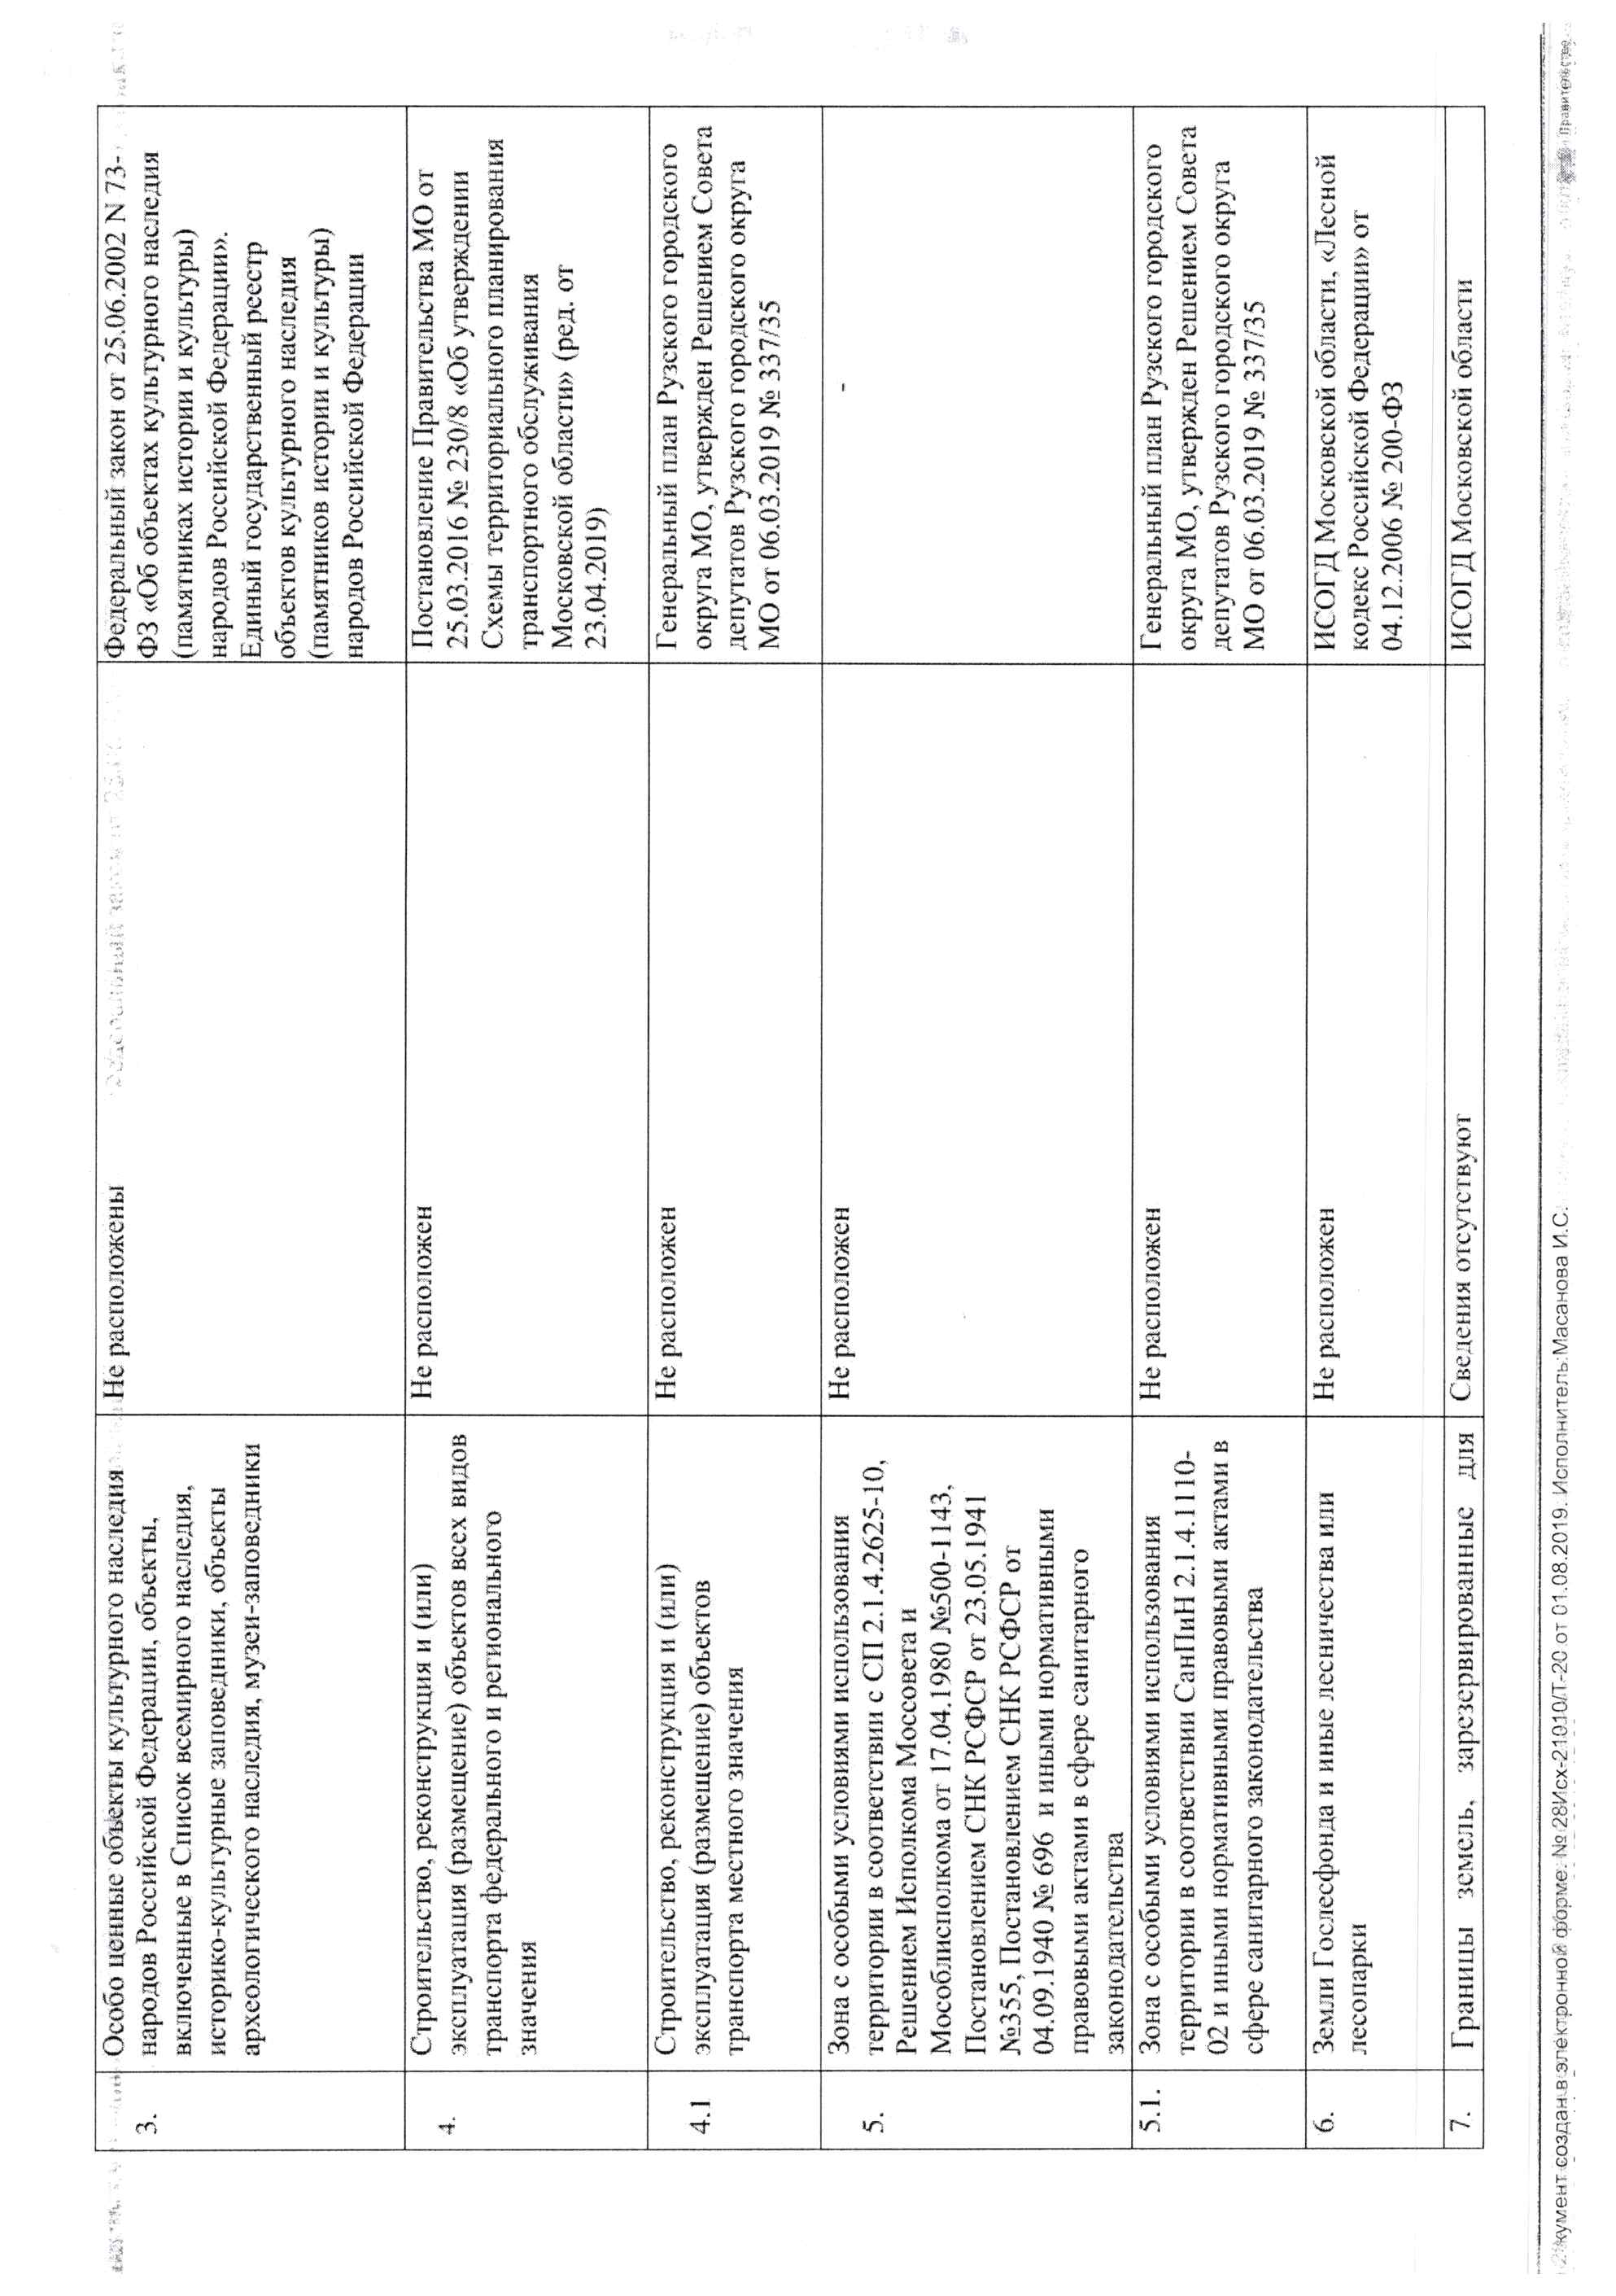 3.
Особо ценные объекты культурного наследия
народов Российской Федерации, объекты,
включенные в Список всемирного наследия,
историко-культурные заповедники, объекты
археологического наследия, музеи-заповедники
Не расположены
Федеральный закон от 25.06.2002 N 73-
ФЗ «Об объектах культурного наследия
(памятниках истории и культуры)
народов Российской Федерации».
Единый государственный реестр
объектов культурного наследия
(памятников истории и культуры)
народов Российской Федерации
4.
Строительство, реконструкция и (или)
эксплуатация (размещение) объектов всех видов
транспорта федерального и регионального
значения
Не расположен
Постановление Правительства МО от
25.03.2016 № 230/8 «Об утверждении
Схемы территориального планирования
транспортного обслуживания
Московской области» (ред. от
23.04.2019)
4.1
Строительство, реконструкция и (или)
эксплуатация (размещение) объектов
транспорта местного значения
Не расположен
Генеральный план Рузского городского
округа МО, утвержден Решением Совета
депутатов Рузского городского округа
МО от 06.03.2019 № 337/35
5.
Зона с особыми условиями использования
территории в соответствии с СП 2.1.4.2625-10,
Решением Исполкома Моссовета и
Мособлисполкома от 17.04.1980 №500-1143,
Постановлением СНК РСФСР от 23.05.1941
№355, Постановлением СНК РСФСР от
04.09.1940 № 696 и иными нормативными
правовыми актами в сфере санитарного
законодательства
Не расположен
-
5.1.
Зона с особыми условиями использования
территории в соответствии СанПиН 2.1.4.1110-
02 и иными нормативными правовыми актами в
сфере санитарного законодательства
Не расположен
Генеральный план Рузского городского
округа МО, утвержден Решением Совета
депутатов Рузского городского округа
МО от 06.03.2019 № 337/35
6.
Земли Гослесфонда и иные лесничества или
лесопарки
Не расположен
ИСОГД Московской области, «Лесной
кодекс Российской Федерации» от
04.12.2006 № 200-ФЗ
7.
Границы земель, зарезервированные для
Сведения отсутствуют
ИСОГД Московской области
кумент создан в электронной форме. № 28Исх-21010/Т-20 от 01.08.2019. Исполнитель:Масанова И.С.